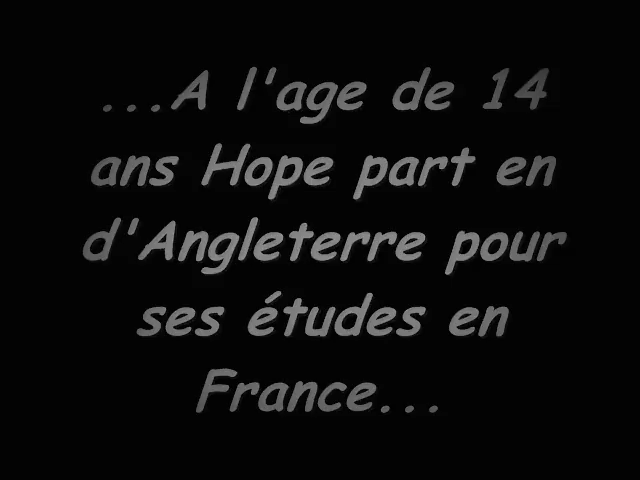 ...A l'age de 14
ans Hope part en
d'Angleterre pour
ses études en
France...